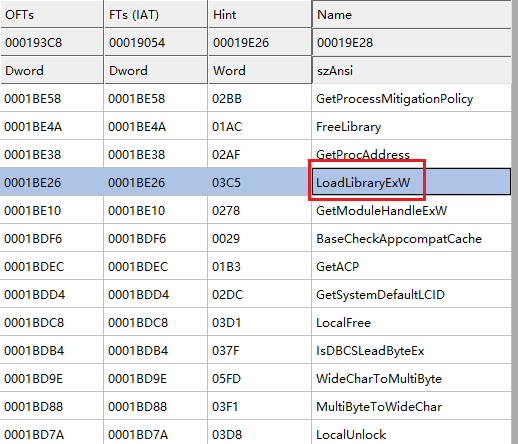 OFTs FTs (IAT) Hint Name
000193C8 00019054 00019E26 00019E28
Dword Dword Word szAnsi
0001BE58 0001BE58 02BB GetProcessMitigationPolicy
0001BE4A 0001BE4A 01AC FreeLibrary
0001BE38 0001BE38 02AF GetProcAddress
0001BE26 0001BE26 03C5 LoadLibraryExW
0001BE10 0001BE10 0278 GetModuleHandleExW
0001BDF6 0001BDF6 0029 BaseCheckAppcompatCache
0001BDEC 0001BDEC 01B3 GetACP
0001BDD4 0001BDD4 02DC GetSystemDefaultLCID
0001BDC8 0001BDC8 03D1 LocalFree
0001BDB4 0001BDB4 037F IsDBCSLeadByteEx
0001BD9E 0001BD9E 05FD WideCharToMultiByte
0001BD88 0001BD88 03F1 MultiByteToWideChar
0001BD7A 0001BD7A 03D8 LocalUnlock